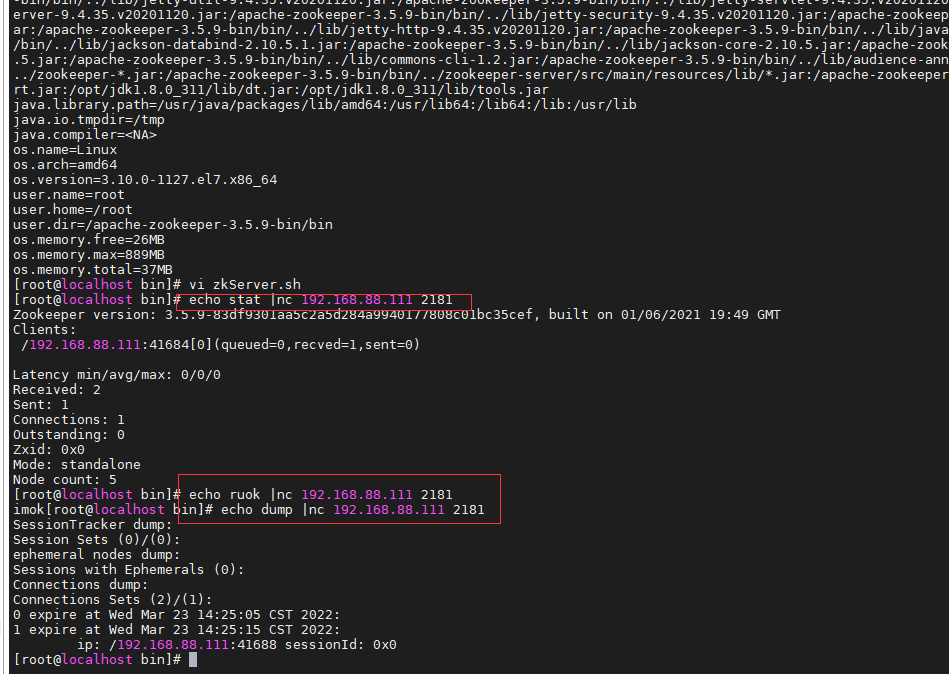 -bin/bin/../lib/jetty-util-9.4.35.v20201120.jar:/apache-zookeeper-3.5.9-bin/bin/../lib/jetty-servlet-9.4.35.v20201120
erver-9.4.35.v20201120.jar:/apache-zookeeper-3.5.9-bin/bin/../lib/jetty-security-9.4.35.v20201120.jar:/apache-zookeep
ar:/apache-zookeeper-3.5.9-bin/bin/../lib/jetty-http-9.4.35.v20201120.jar:/apache-zookeeper-3.5.9-bin/bin/../lib/java
/bin/../lib/jackson-databind-2.10.5.1.jar:/apache-zookeeper-3.5.9-bin/bin/../lib/jackson-core-2.10.5.jar:/apache-zook
.5.jar:/apache-zookeeper-3.5.9-bin/bin/../lib/commons-cli-1.2.jar:/apache-zookeeper-3.5.9-bin/bin/../lib/audience-ann
../zookeeper-*.jar:/apache-zookeeper-3.5.9-bin/bin/../zookeeper-server/src/main/resources/lib/*.jar:/apache-zookeeper
rt.jar:/opt/jdk1.8.0_311/lib/dt.jar:/opt/jdk1.8.0_311/lib/tools.jar
java.library.path=/usr/java/packages/lib/amd64:/usr/lib64:/lib64:/lib:/usr/lib
java.io.tmpdir=/tmp
java.compiler=<NA>
os.name=Linux
os.arch=amd64
os.version=3.10.0-1127.el7.x86_64
user.name=root
user.home=/root
user.dir=/apache-zookeeper-3.5.9-bin/bin
os.memory.free=26MB
os.memory.max=889MB
os.memory.total=37MB
[root@localhost bin]# vi zkServer.sh
[root@localhost bin]# echo stat |nc 192.168.88.111 2181
Zookeeper version: 3.5.9-83df9301aa5c2a5d284a9940177808c01bc35cef, built on 01/06/2021 19:49 GMT
Clients:
/192.168.88.111:41684[0](queued=0,recved=1,sent=0)
Latency min/avg/max: 0/0/0
Received: 2
Sent: 1
Connections: 1
Outstanding: 0
Zxid: 0x0
Mode: standalone
Node count: 5
[root@localhost bin]# echo ruok |nc 192.168.88.111 2181
imok[root@localhost bin]# echo dump |nc 192.168.88.111 2181
SessionTracker dump:
Session Sets (0)/(0):
ephemeral nodes dump:
Sessions with Ephemerals (0):
Connections dump:
Connections Sets (2)/(1):
0 expire at Wed Mar 23 14:25:05 CST 2022:
1 expire at Wed Mar 23 14:25:15 CST 2022:
ip: /192.168.88.111:41688 sessionId: 0x0
[root@localhost bin]#